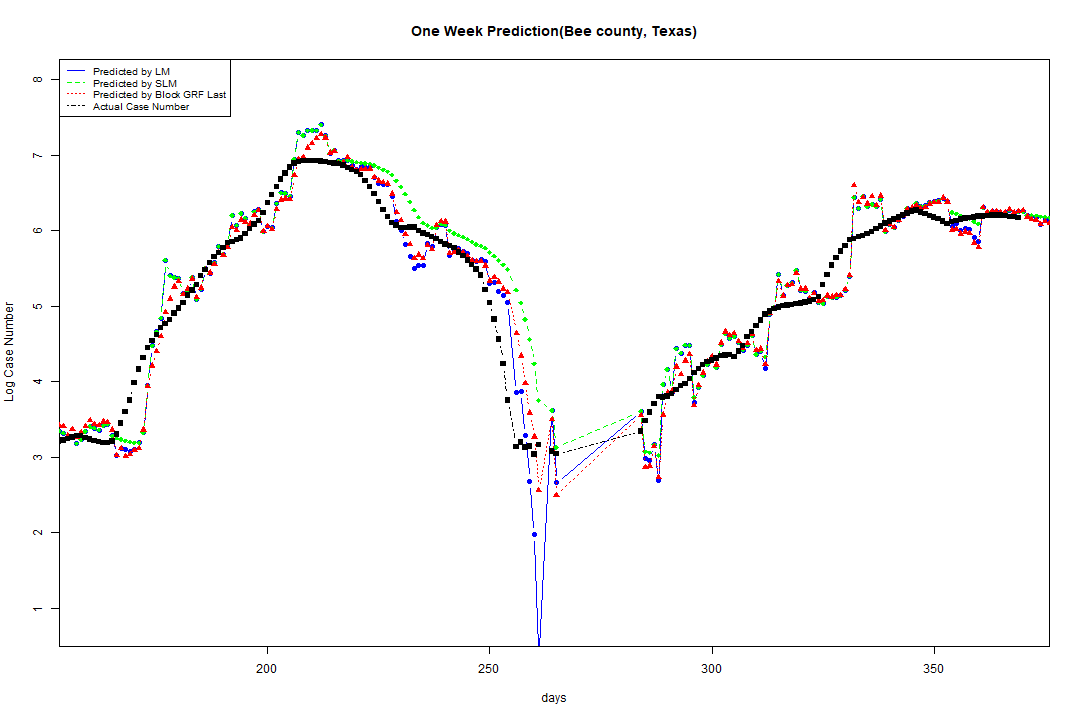 One Week Prediction(Bee county, Texas)
Predicted by LM
Predicted by SLM
Predicted by Block GRF Last
Actual Case Number
Log Case Number
8
7
6
5
4
3
2
1
200 250 300 350
days